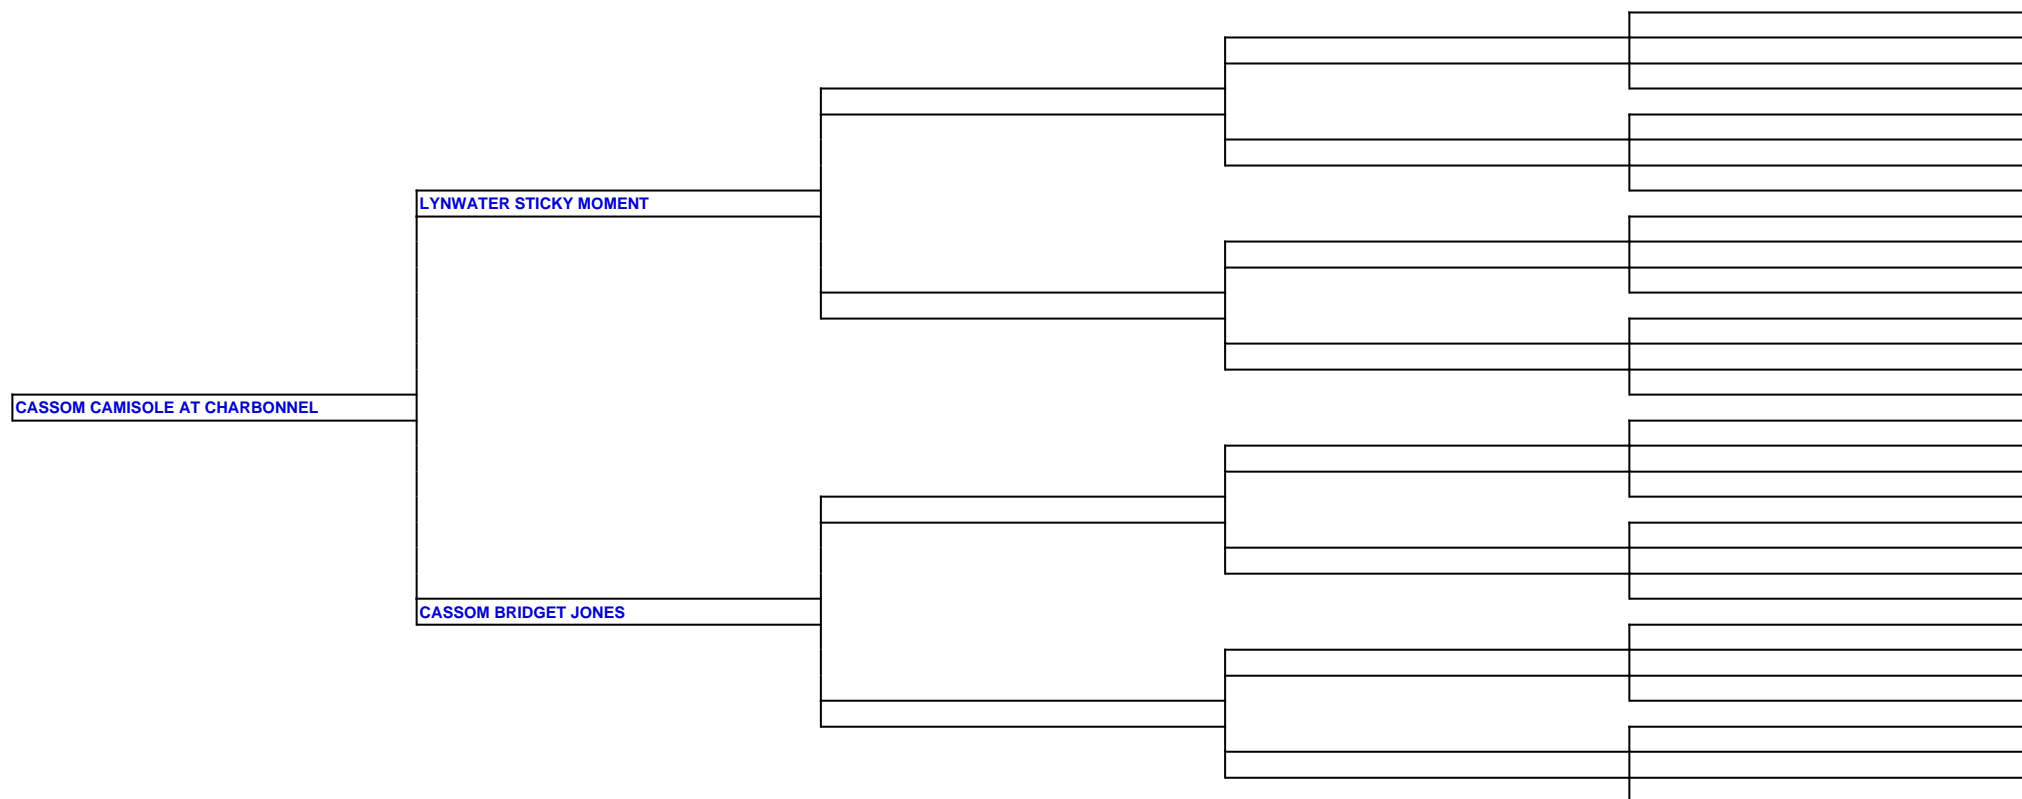 LYNWATER STICKY MOMENT
CASSOM CAMISOLE AT CHARBONNEL
CASSOM BRIDGET JONES